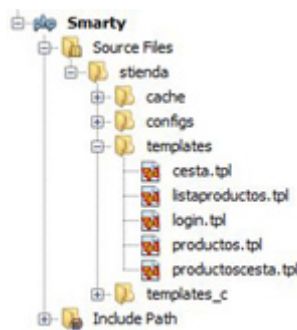 Smarty
Source Files
stienda
cache
configs
templates
cesta.tpl
listaproductos.tpl
login.tpl
productos.tpl
productoscesta.tpl
templates_c
Include Path